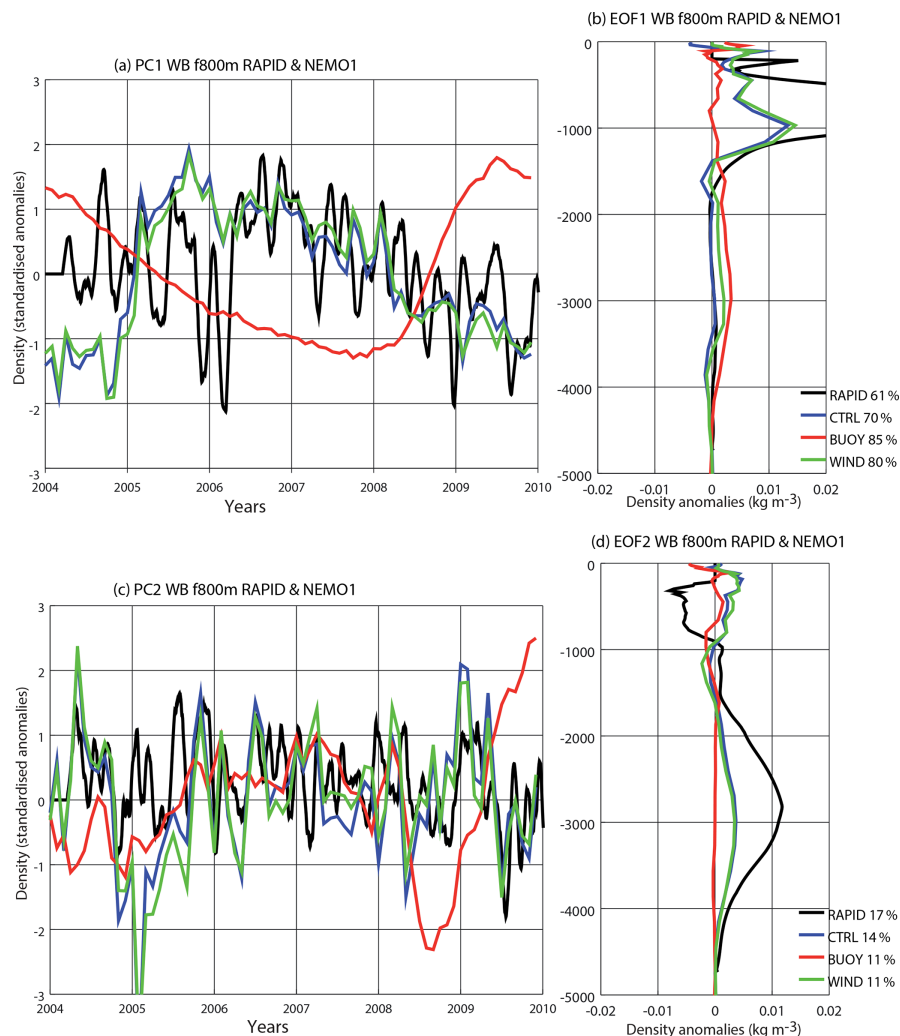 (a) PC1 WB f800m RAPID & NEMO1
Density (standardised anomalies)
3
2
1
0
-1
-2
-3
2004 2005 2006 2007 2008 2009 2010
Years
(b) EOF1 WB f800m RAPID & NEMO1
0
-1000
-2000
-3000
-4000
-5000
RAPID 61 %
CTRL 70 %
BUOY 85 %
WIND 80 %
-0.02 -0.01 0 0.01 0.02
Density anomalies (kg m-3)
(c) PC2 WB f800m RAPID & NEMO1
Density (standardised anomalies)
3
2
1
0
-1
-2
-3
2004 2005 2006 2007 2008 2009 2010
Years
(d) EOF2 WB f800m RAPID & NEMO1
0
-1000
-2000
-3000
-4000
-5000
RAPID 17 %
CTRL 14 %
BUOY 11 %
WIND 11 %
-0.02 -0.01 0 0.01 0.02
Density anomalies (kg m-3)